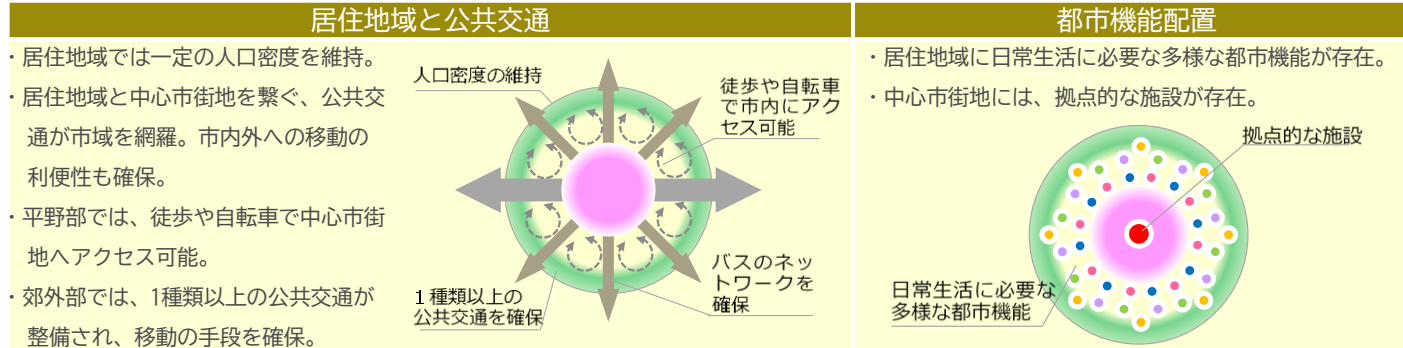 居住地域と公共交通
・居住地域では一定の人口密度を維持。
・居住地域と中心市街地を繋ぐ、公共交
通が市域を網羅。市内外への移動の
利便性も確保。
・平野部では、徒歩や自転車で中心市街
地へアクセス可能。
・郊外部では、1種類以上の公共交通が
整備され、移動の手段を確保。
人口密度の維持
徒歩や自転車
で市内にアク
セス可能
バスのネッ
トワークを
確保
１種類以上の
公共交通を確保
都市機能配置
・居住地域に日常生活に必要な多様な都市機能が存在。
・中心市街地には、拠点的な施設が存在。
拠点的な施設
日常生活に必要な
多様な都市機能